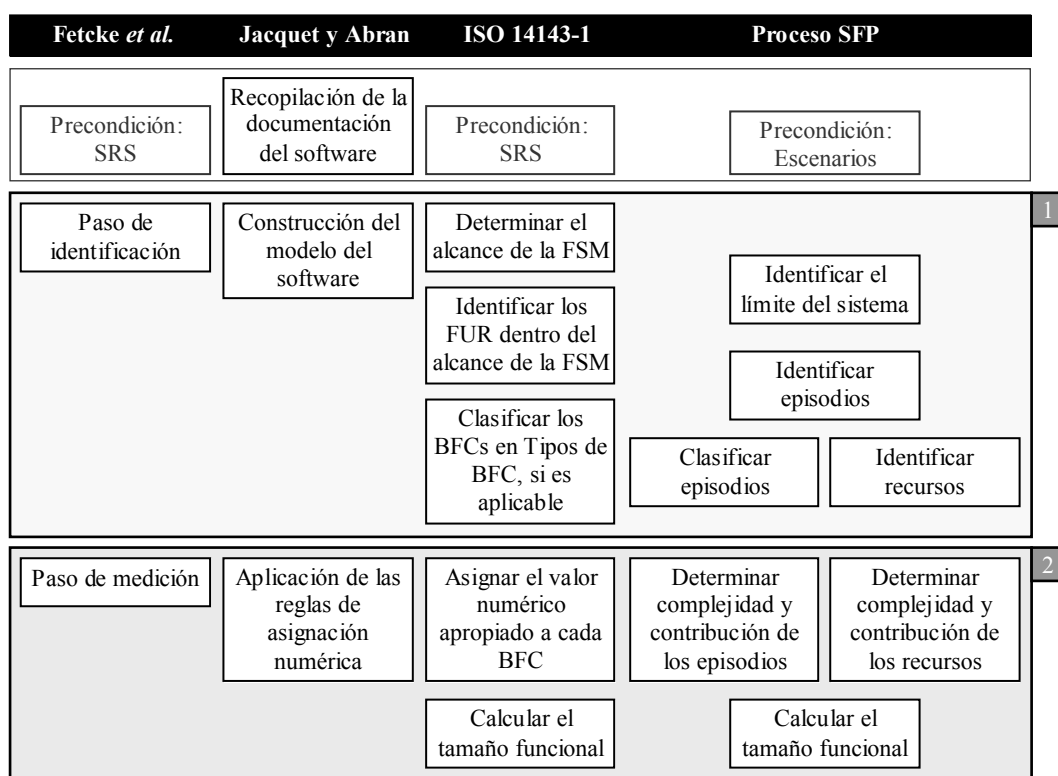 Fetcke et al.
Jacquet y Abran
ISO 14143-1
Proceso SFP
Precondición:
SRS
Recopilación de la
documentación
del software
Precondición:
SRS
Precondición:
Escenarios
1
Paso de
identificación
Construcción del
modelo del
software
Determinar el
alcance de la FSM
Identificar los
FUR dentro del
alcance de la FSM
Clasificar los
BFCs en Tipos de
BFC, si es
aplicable
Identificar el
límite del sistema
Identificar
episodios
Clasificar
episodios
Identificar
recursos
2
Paso de medición
Aplicación de las
reglas de
asignación
numérica
Asignar el valor
numérico
apropiado a cada
BFC
Determinar
complejidad y
contribución de
los episodios
Determinar
complejidad y
contribución de
los recursos
Calcular el
tamaño funcional
Calcular el
tamaño funcional